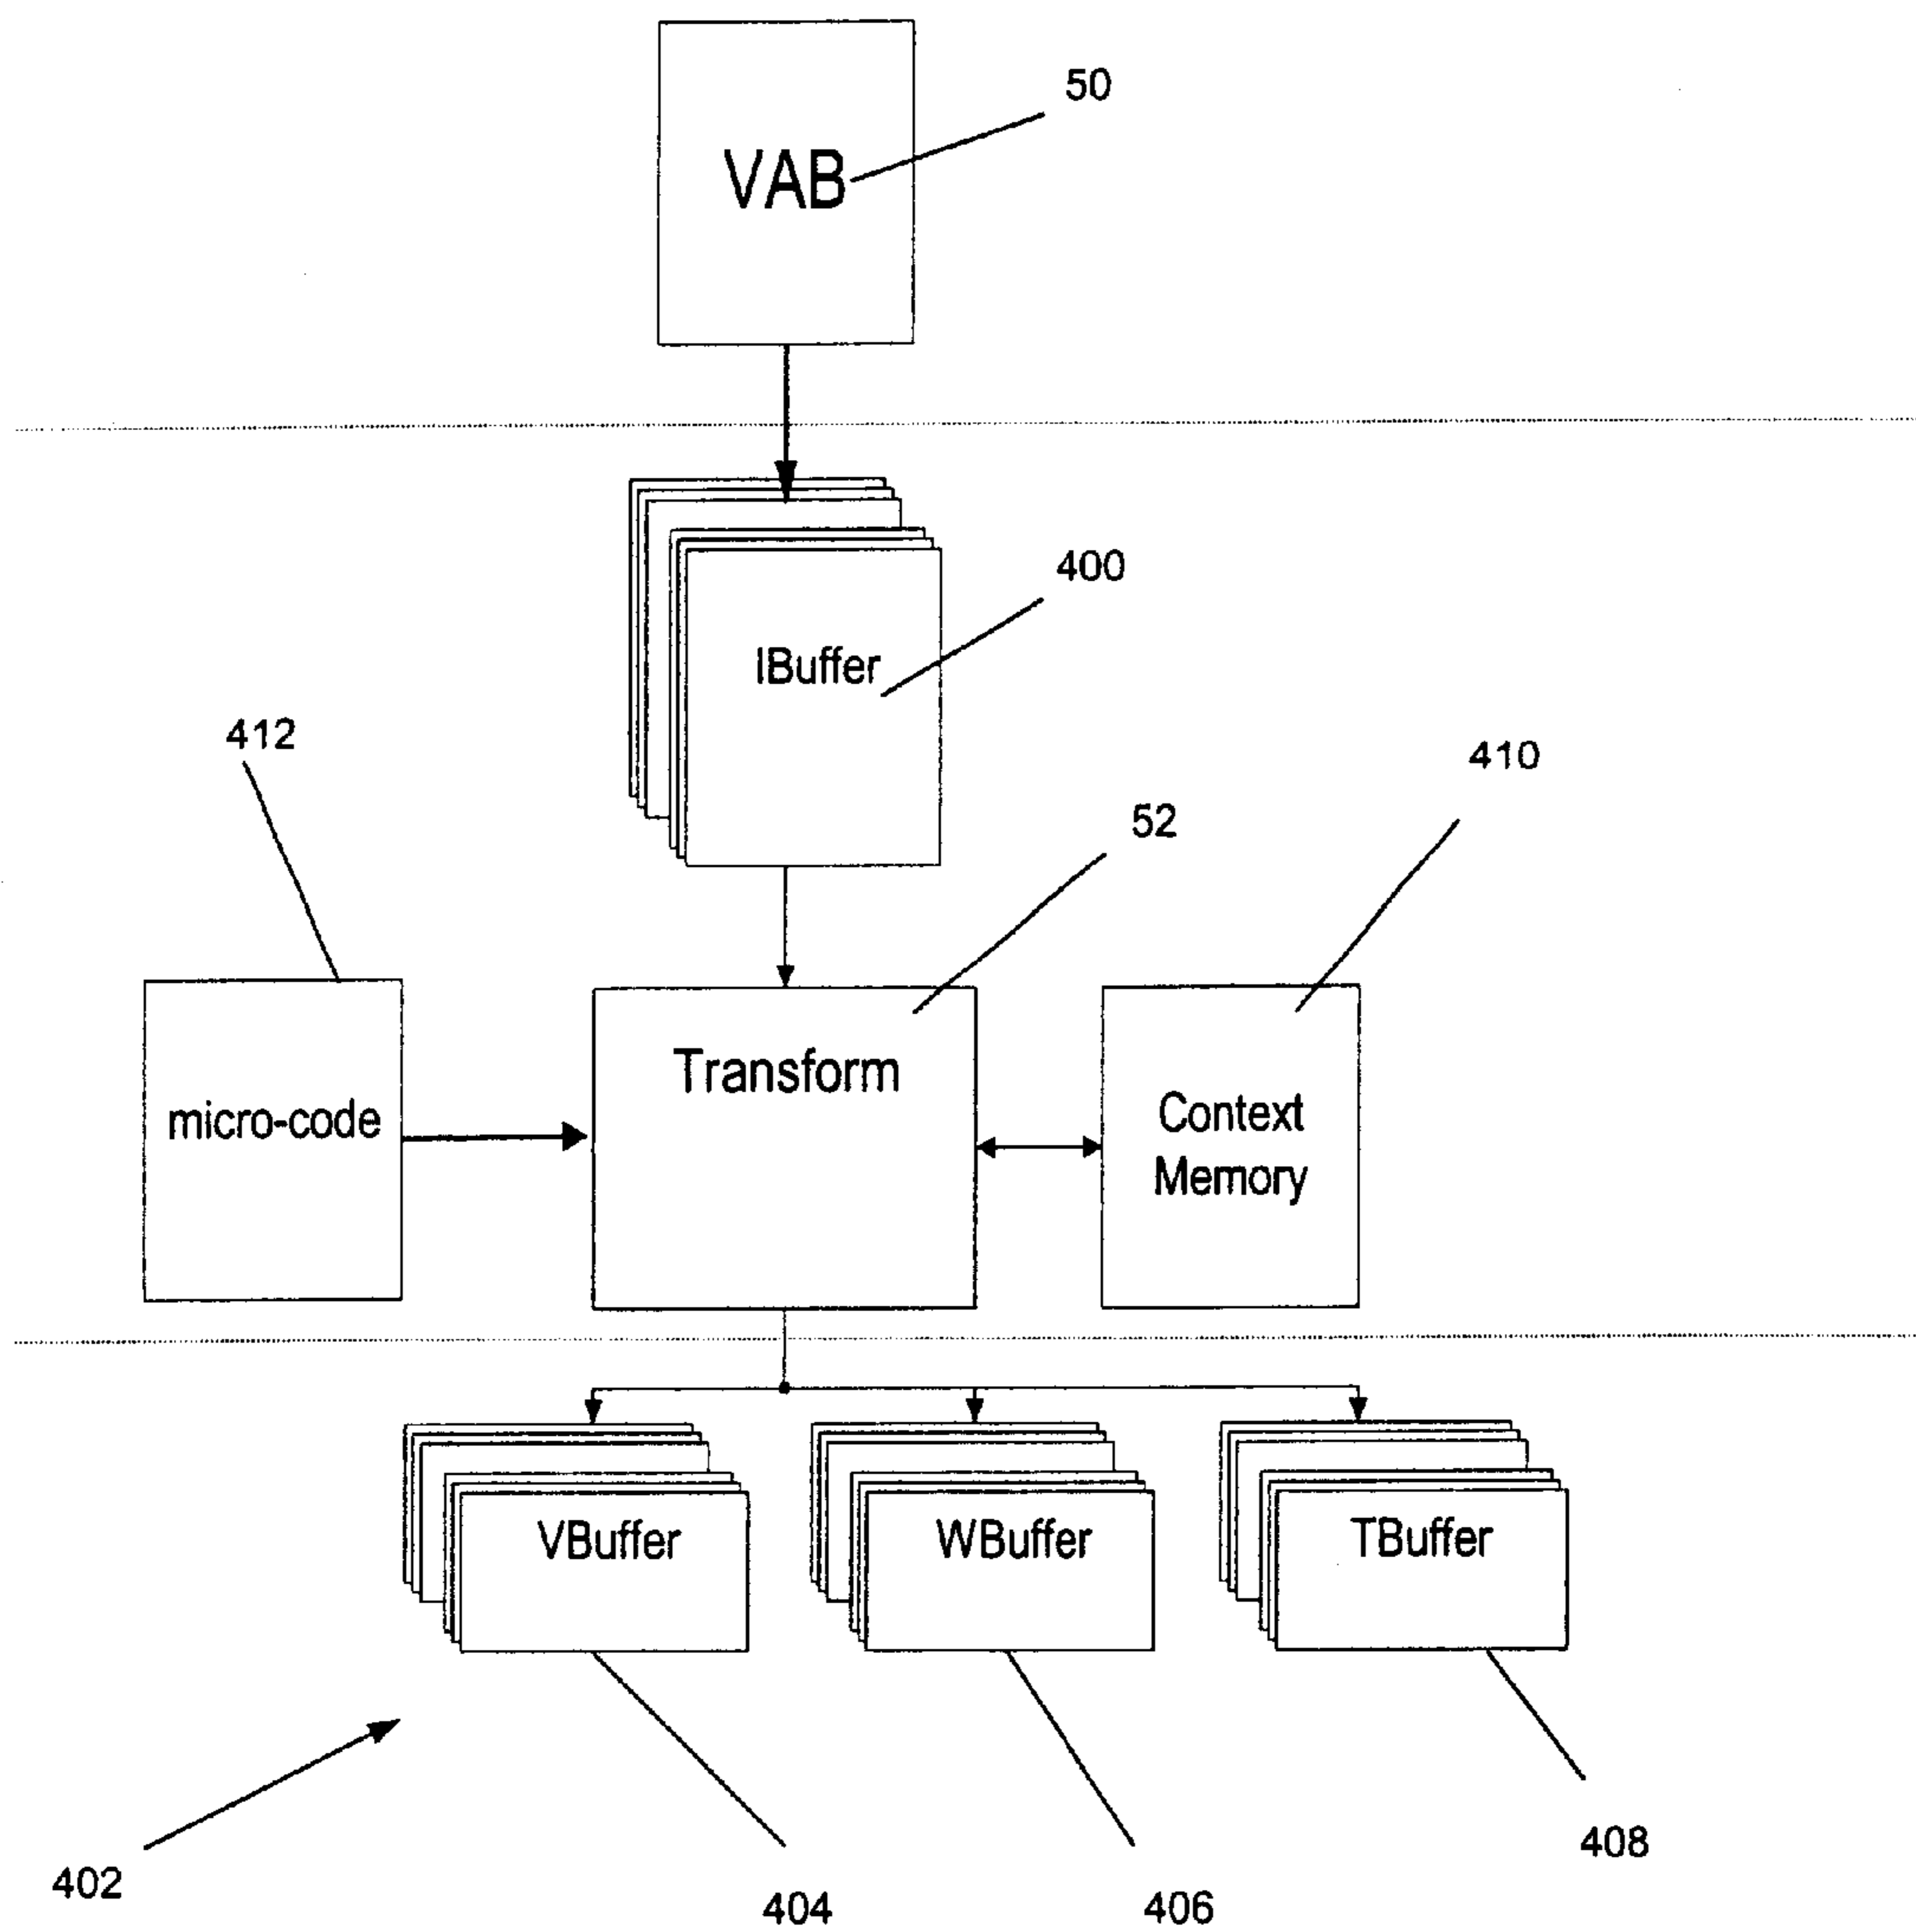 50
VAB
400
IBuffer
412
410
52
Transform
micro-code
Context
Memory
VBuffer
WBuffer
TBuffer
402
404
406
408